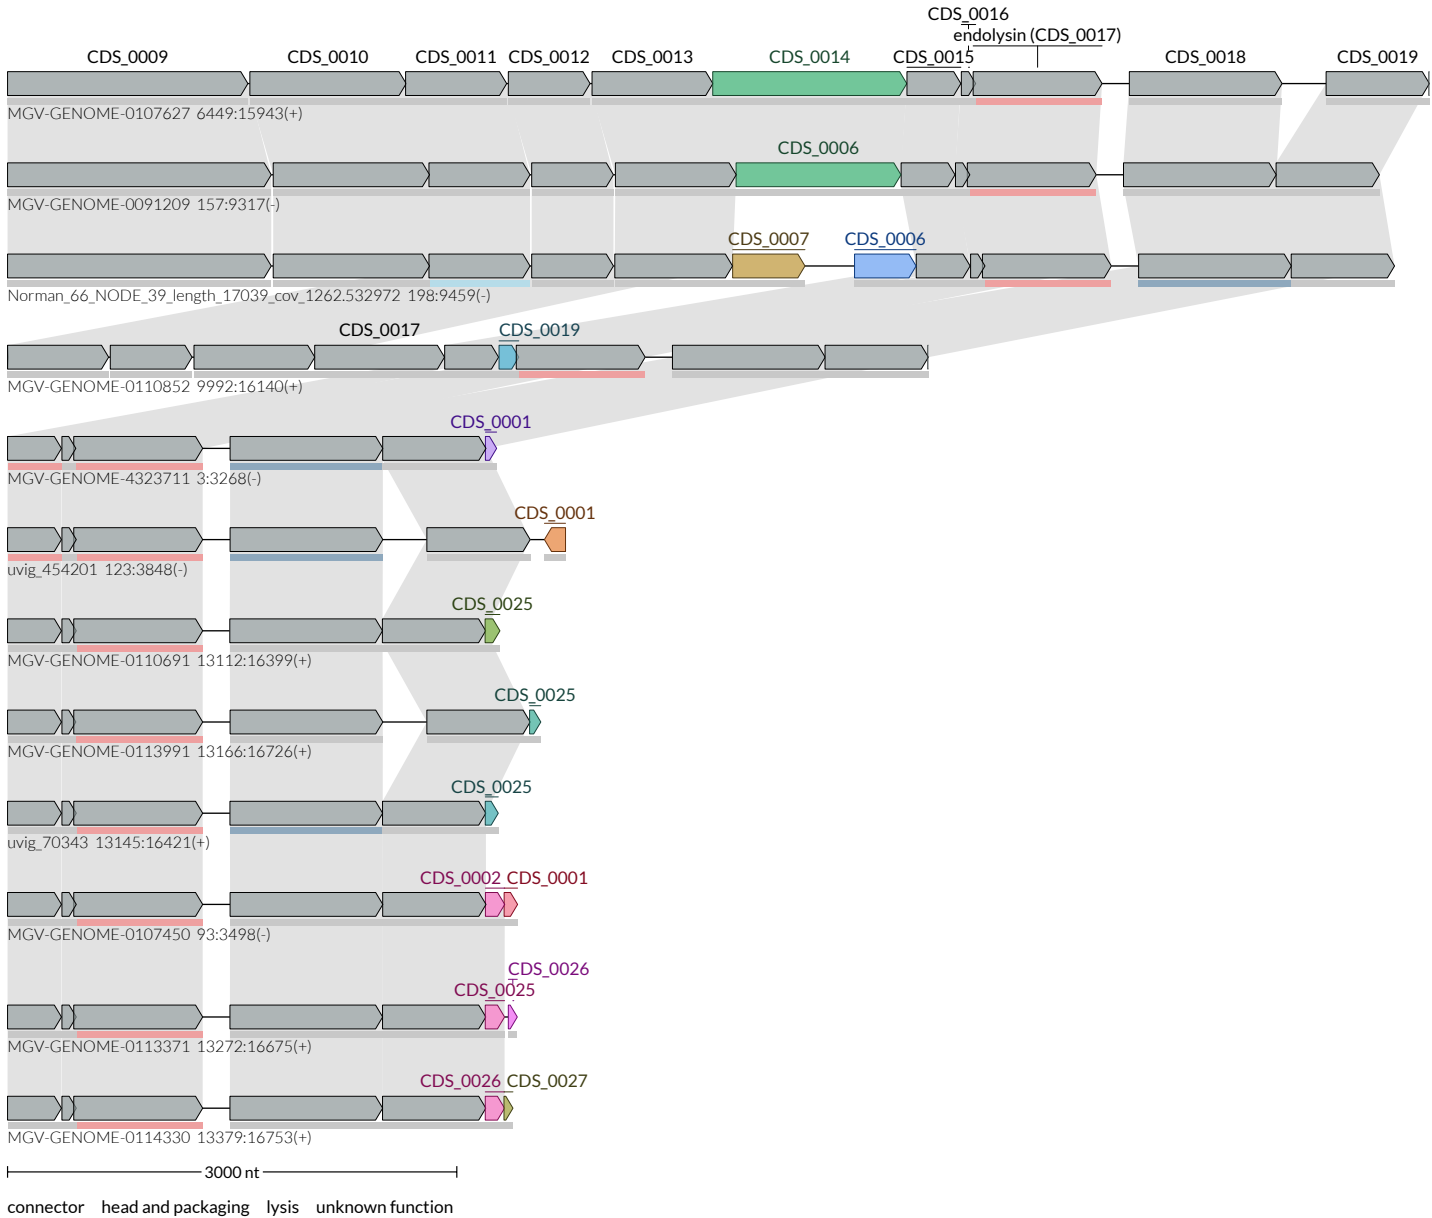 CDS_0016
endolysin (CDS_0017)
CDS_0009 CDS_0010 CDS_0011 CDS_0012 CDS_0013 CDS_0014 CDS_0015 CDS_0018 CDS_0019
MGV-GENOME-0107627 6449:15943(+)
CDS_0006
MGV-GENOME-0091209 157:9317(-)
CDS_0007 CDS_0006
Norman_66_NODE_39_length_17039_cov_1262.532972 198:9459(-)
CDS_0017 CDS_0019
MGV-GENOME-0110852 9992:16140(+)
CDS_0001
MGV-GENOME-4323711 3:3268(-)
CDS_0001
uvig_454201 123:3848(-)
CDS_0025
MGV-GENOME-0110691 13112:16399(+)
CDS_0025
MGV-GENOME-0113991 13166:16726(+)
CDS_0025
uvig_70343 13145:16421(+)
CDS_0002 CDS_0001
MGV-GENOME-0107450 93:3498(-)
CDS_0026
CDS_0025
MGV-GENOME-0113371 13272:16675(+)
CDS_0026 CDS_0027
MGV-GENOME-0114330 13379:16753(+)
3000 nt
connector head and packaging lysis unknown function